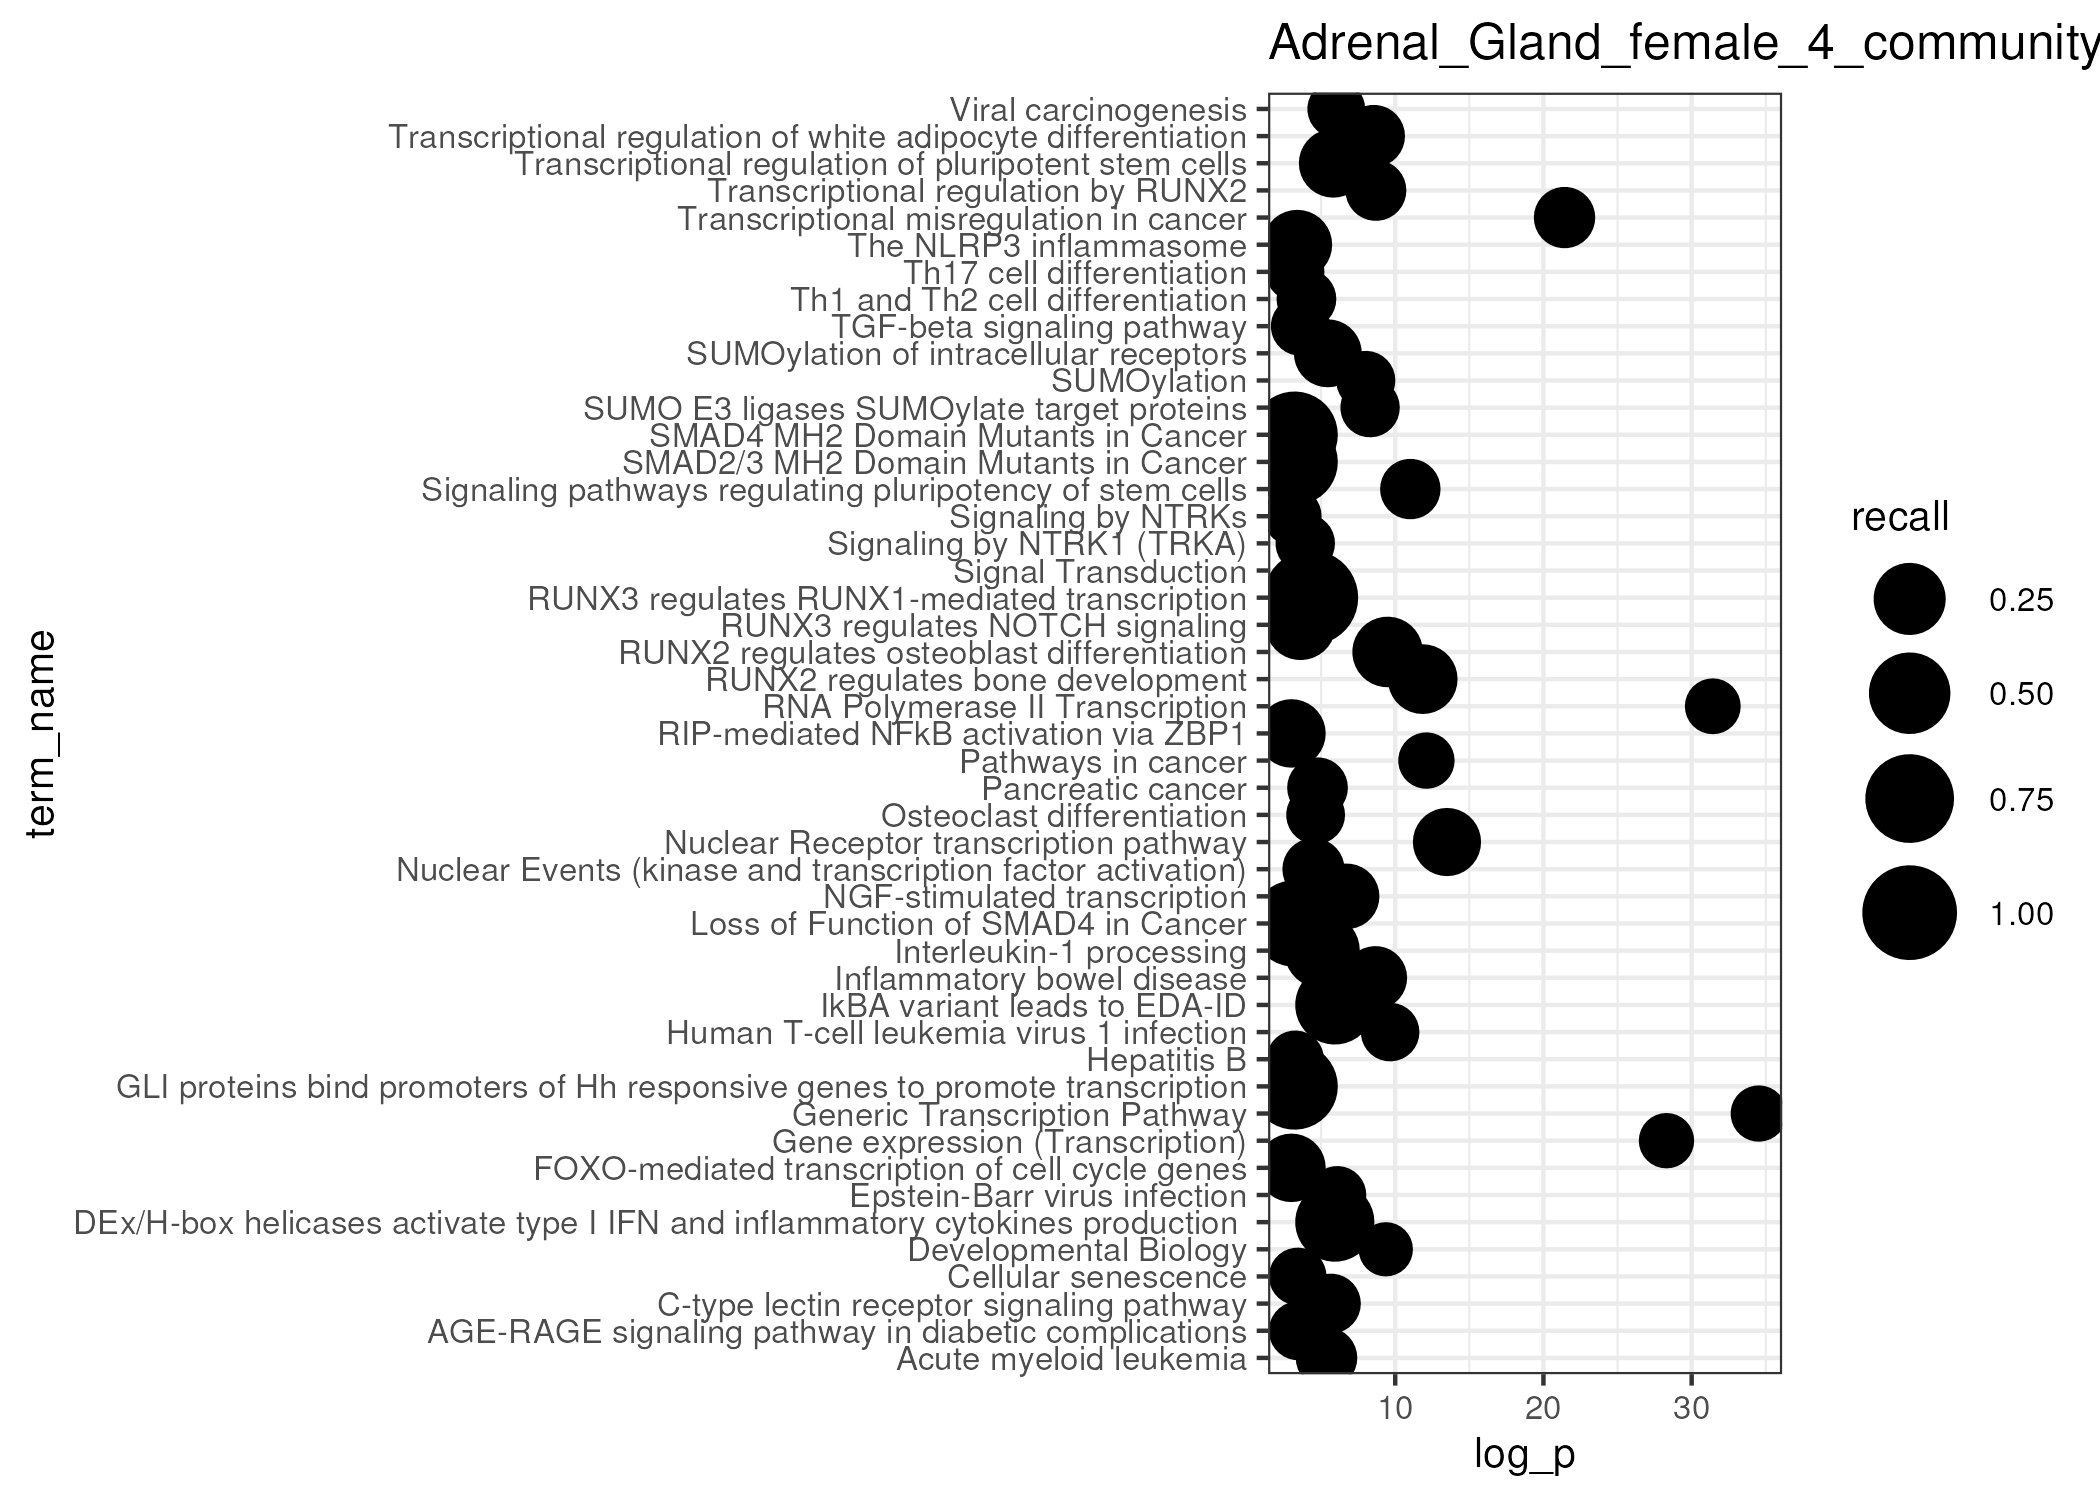 Adrenal_Gland_female_4_community
Viral carcinogenesis
Transcriptional regulation of white adipocyte differentiation
Transcriptional regulation of pluripotent stem cells
Transcriptional regulation by RUNX2
Transcriptional misregulation in cancer
The NLRP3 inflammasome
Th17 cell differentiation
Th1 and Th2 cell differentiation
TGF-beta signaling pathway
SUMOylation of intracellular receptors
SUMOylation
SUMO E3 ligases SUMOylate target proteins
SMAD4 MH2 Domain Mutants in Cancer
SMAD2/3 MH2 Domain Mutants in Cancer
Signaling pathways regulating pluripotency of stem cells
Signaling by NTRKs
Signaling by NTRK1 (TRKA)
Signal Transduction
RUNX3 regulates RUNX1-mediated transcription
RUNX3 regulates NOTCH signaling
RUNX2 regulates osteoblast differentiation
RUNX2 regulates bone development
RNA Polymerase II Transcription
RIP-mediated NFkB activation via ZBP1
Pathways in cancer
Pancreatic cancer
Osteoclast differentiation
Nuclear Receptor transcription pathway
Nuclear Events (kinase and transcription factor activation)
NGF-stimulated transcription
Loss of Function of SMAD4 in Cancer
Interleukin-1 processing
Inflammatory bowel disease
IkBA variant leads to EDA-ID
Human T-cell leukemia virus 1 infection
Hepatitis B
GLI proteins bind promoters of Hh responsive genes to promote transcription
Generic Transcription Pathway
Gene expression (Transcription)
FOXO-mediated transcription of cell cycle genes
Epstein-Barr virus infection
DEx/H-box helicases activate type I IFN and inflammatory cytokines production
Developmental Biology
Cellular senescence
C-type lectin receptor signaling pathway
AGE-RAGE signaling pathway in diabetic complications
Acute myeloid leukemia
term_name
10 20 30
log_p
recall
0.25
0.50
0.75
1.00